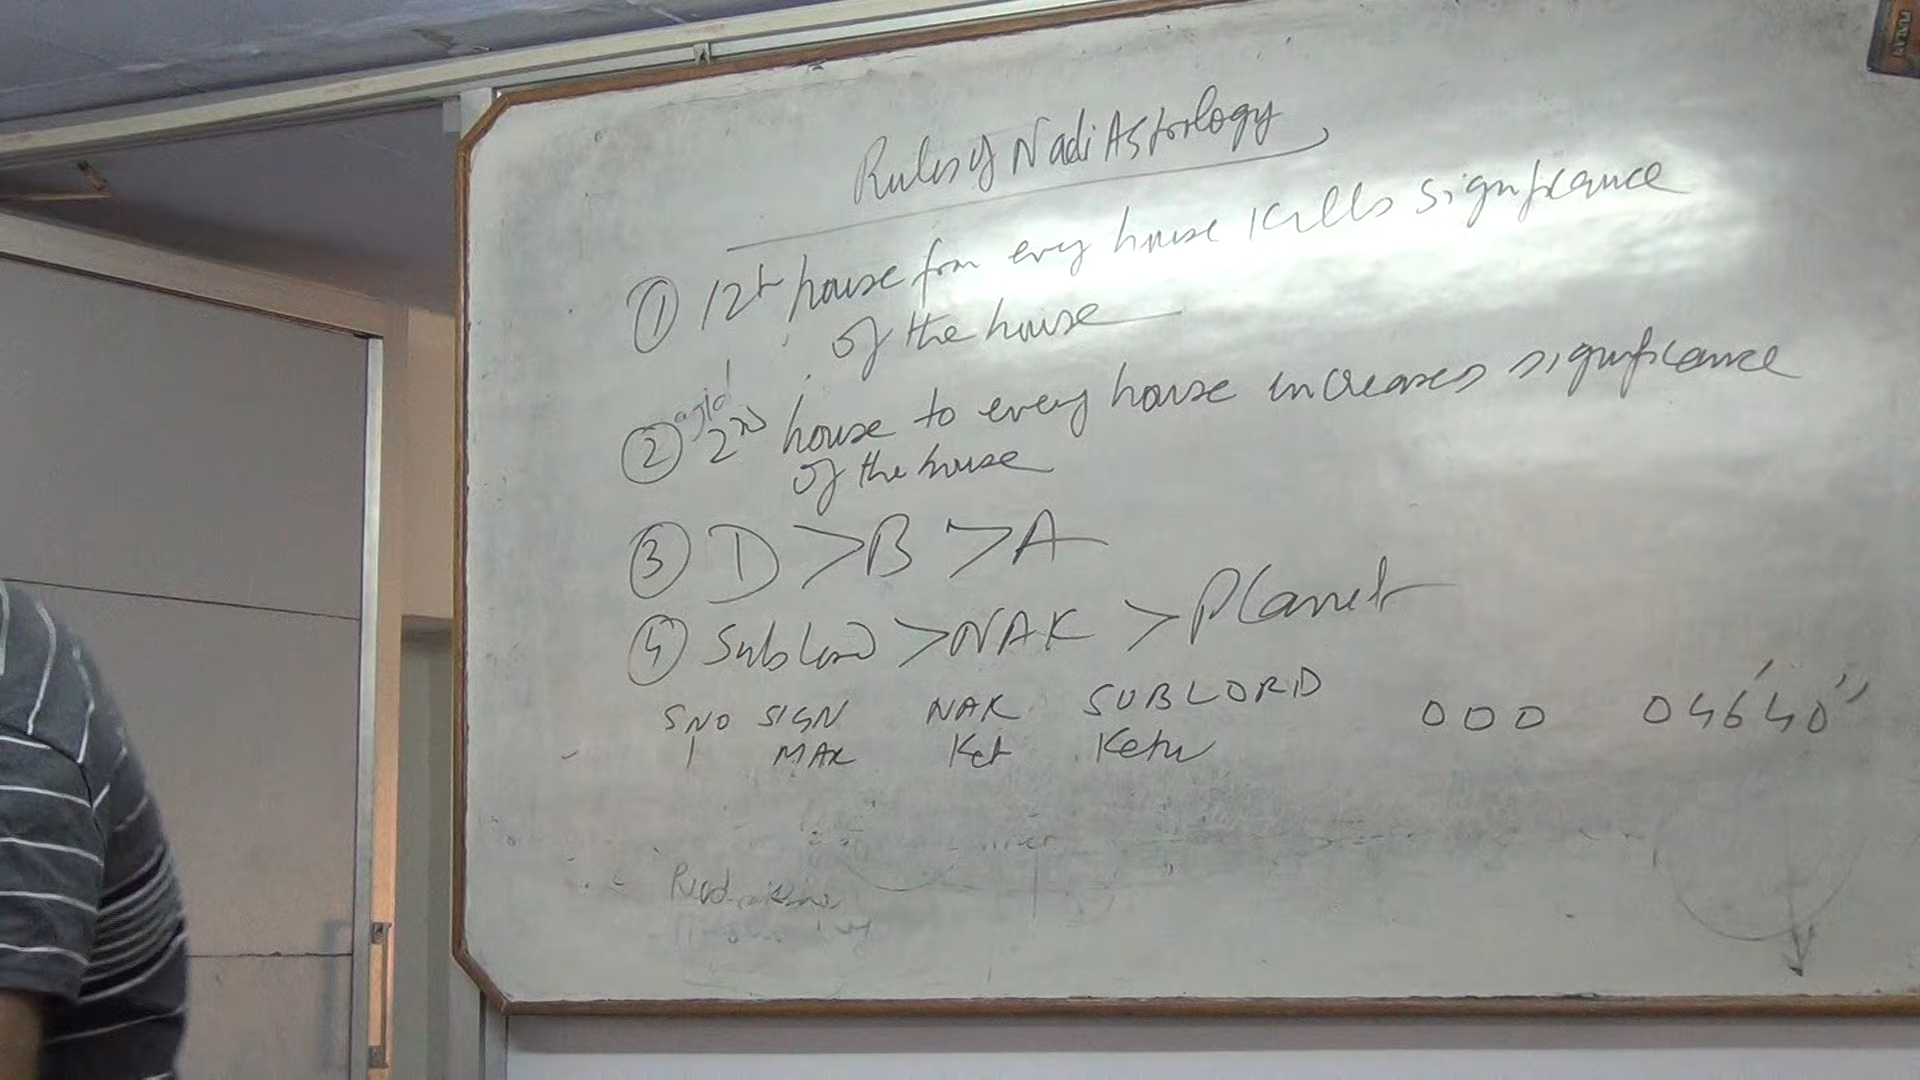 Rules of Nadi Astrology
① 12th house from every house kills significance
of the house
② 2nd house to every house increases significance
of the house
③ D > B > A
④ Sublord > NAK > Planet
SNO SIGN NAK SUBLORD 000 04'40"
1 MAR Ket Ketu